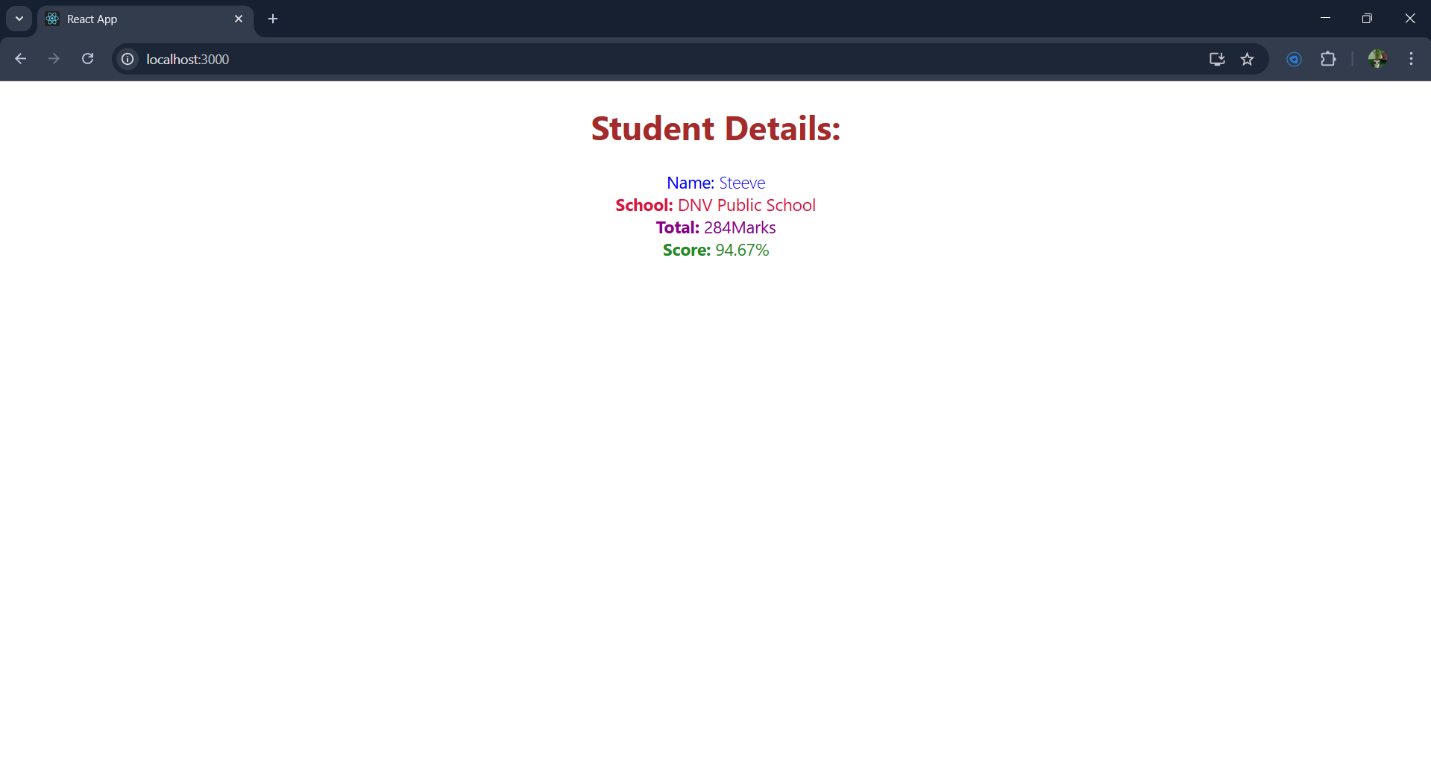 React App
localhost:3000
Student Details:
Name: Steeve
School: DNV Public School
Total: 284Marks
Score: 94.67%